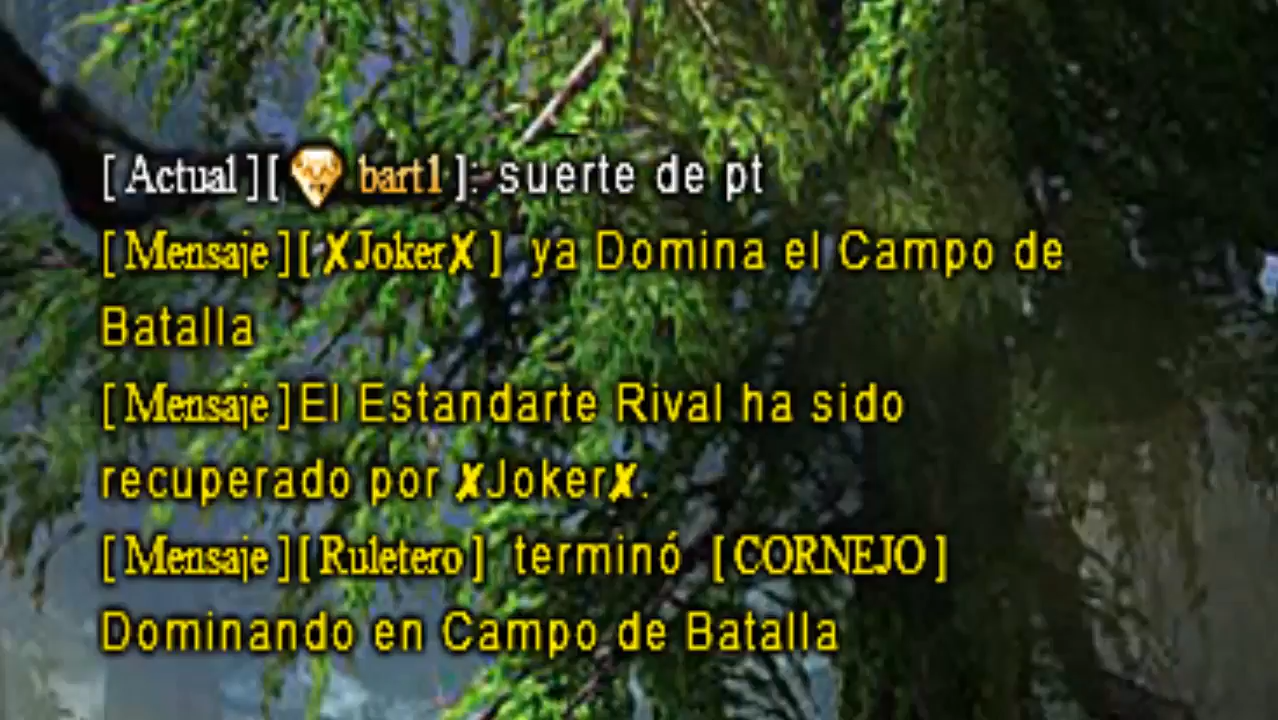 [Actual][bart1]: suerte de pt
[Mensaje][✘Joker✘] ya Domina el Campo de
Batalla
[Mensaje]El Estandarte Rival ha sido
recuperado por ✘Joker✘.
[Mensaje][Ruletero] terminó [CORNEJO]
Dominando en Campo de Batalla